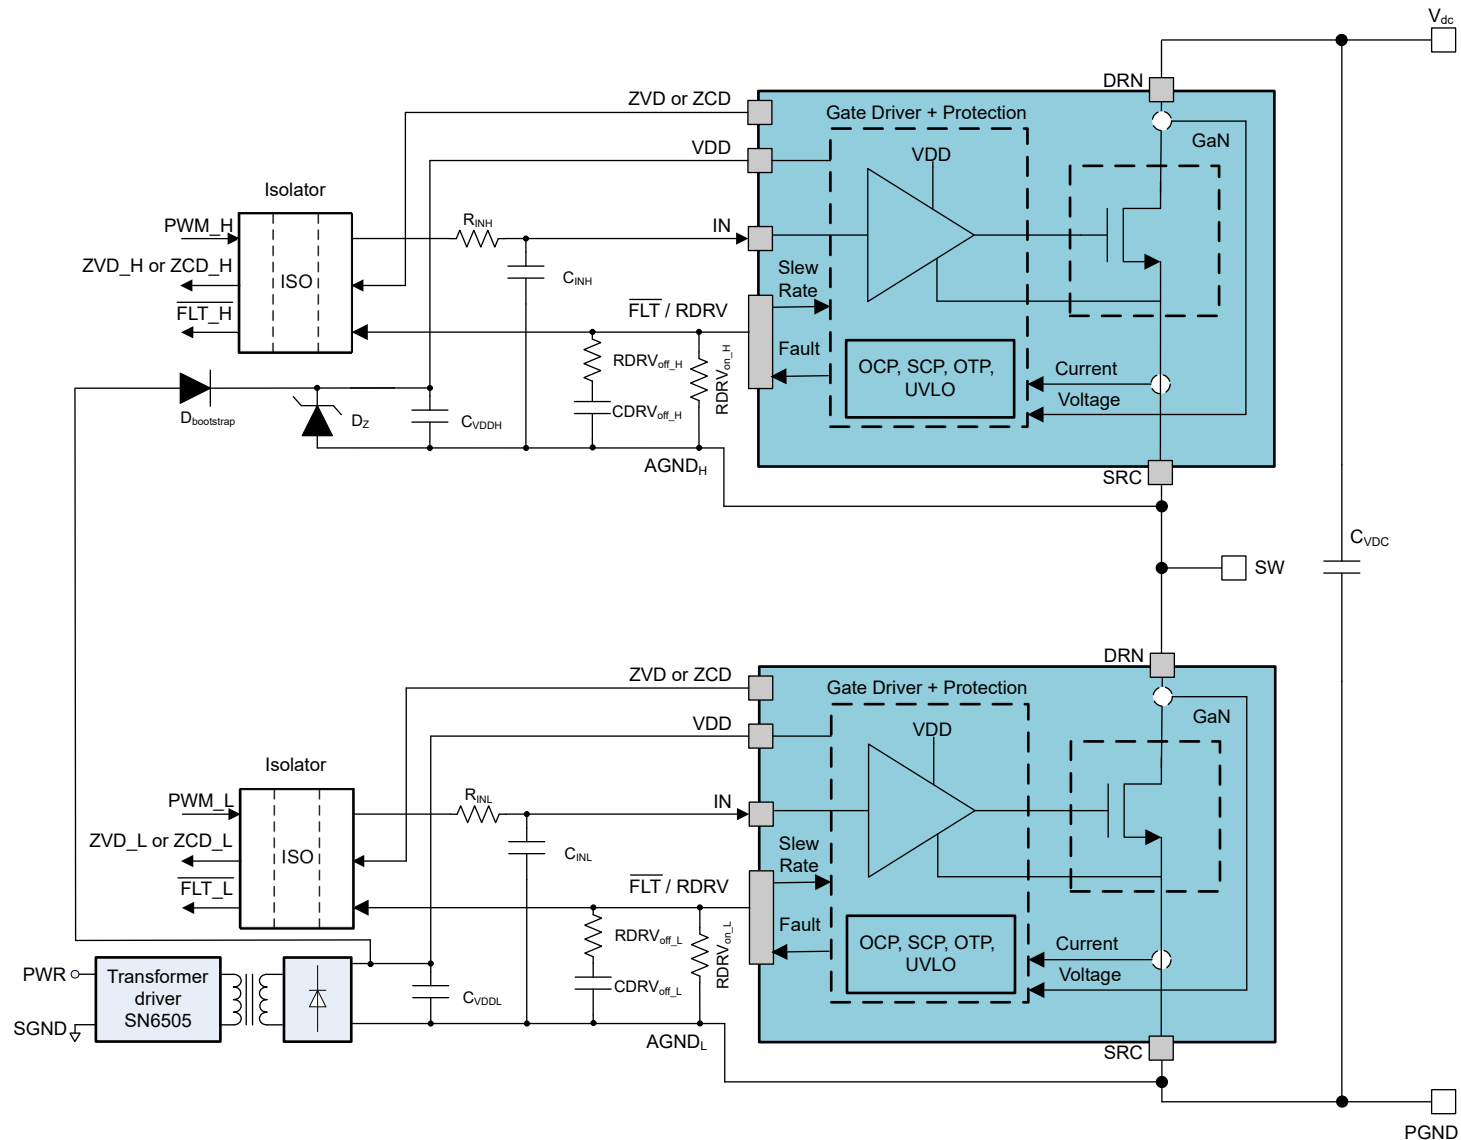 Vdc
DRN
ZVD or ZCD
Gate Driver + Protection
GaN
VDD
VDD
Isolator
PWM_H
RINH
IN
ZVD_H or ZCD_H
ISO
CINH
Slew
Rate
FLT_H
FLT / RDRV
Fault
RDRVoff_H
RDRVon_H
OCP, SCP, OTP,
UVLO
Current
Voltage
Dbootstrap
DZ
CVDDH
CDRVoff_H
AGNDH
SRC
CVDC
SW
DRN
ZVD or ZCD
Gate Driver + Protection
GaN
VDD
VDD
Isolator
PWM_L
RINL
IN
ZVD_L or ZCD_L
ISO
CINL
Slew
Rate
FLT_L
FLT / RDRV
Fault
RDRVoff_L
RDRVon_L
OCP, SCP, OTP,
UVLO
Current
Voltage
PWR
Transformer
driver
SN6505
CVDDL
CDRVoff_L
SGND
AGNDL
SRC
PGND